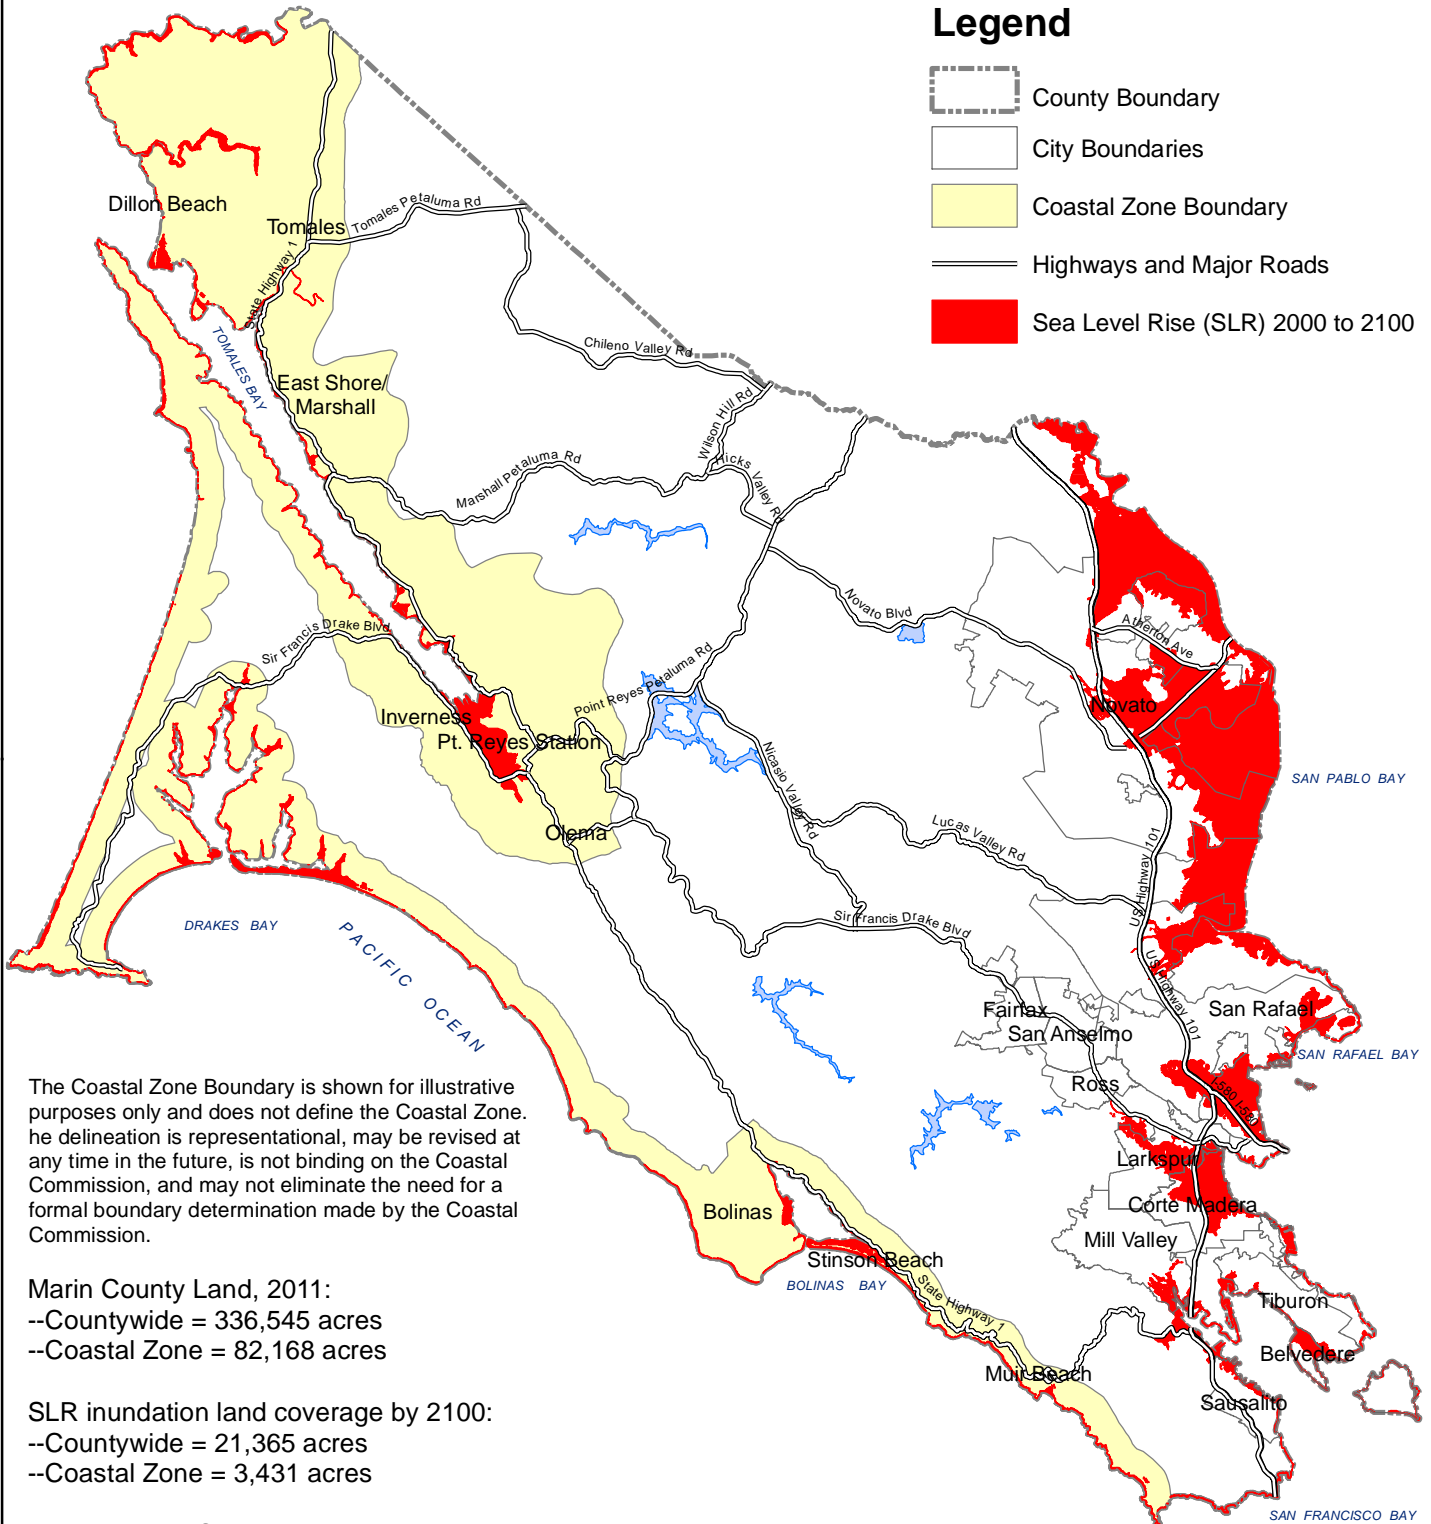 Legend
County Boundary
City Boundaries
Coastal Zone Boundary
Highways and Major Roads
Sea Level Rise (SLR) 2000 to 2100
Dillon Beach
Tomales
Tomales Petaluma Rd
State Highway 1
TOMALES BAY
Chileno Valley Rd
East Shore/
Marshall
Wilson Hill Rd
Hicks Valley Rd
Marshall Petaluma Rd
Novato Blvd
Atherton Ave
Sir Francis Drake Blvd
Point Reyes Petaluma Rd
Inverness
Pt. Reyes Station
Novato
Nicasio Valley Rd
SAN PABLO BAY
Olema
Lucas Valley Rd
US Highway 101
DRAKES BAY
PACIFIC OCEAN
Sir Francis Drake Blvd
US Highway 101
Fairfax
San Anselmo
San Rafael
SAN RAFAEL BAY
Ross
I-580 I-580
Larkspur
Corte Madera
Mill Valley
Bolinas
Stinson Beach
BOLINAS BAY
State Highway 1
Tiburon
Belvedere
Muir Beach
Sausalito
SAN FRANCISCO BAY
The Coastal Zone Boundary is shown for illustrative
purposes only and does not define the Coastal Zone.
he delineation is representational, may be revised at
any time in the future, is not binding on the Coastal
Commission, and may not eliminate the need for a
formal boundary determination made by the Coastal
Commission.
Marin County Land, 2011:
--Countywide = 336,545 acres
--Coastal Zone = 82,168 acres
SLR inundation land coverage by 2100:
--Countywide = 21,365 acres
--Coastal Zone = 3,431 acres